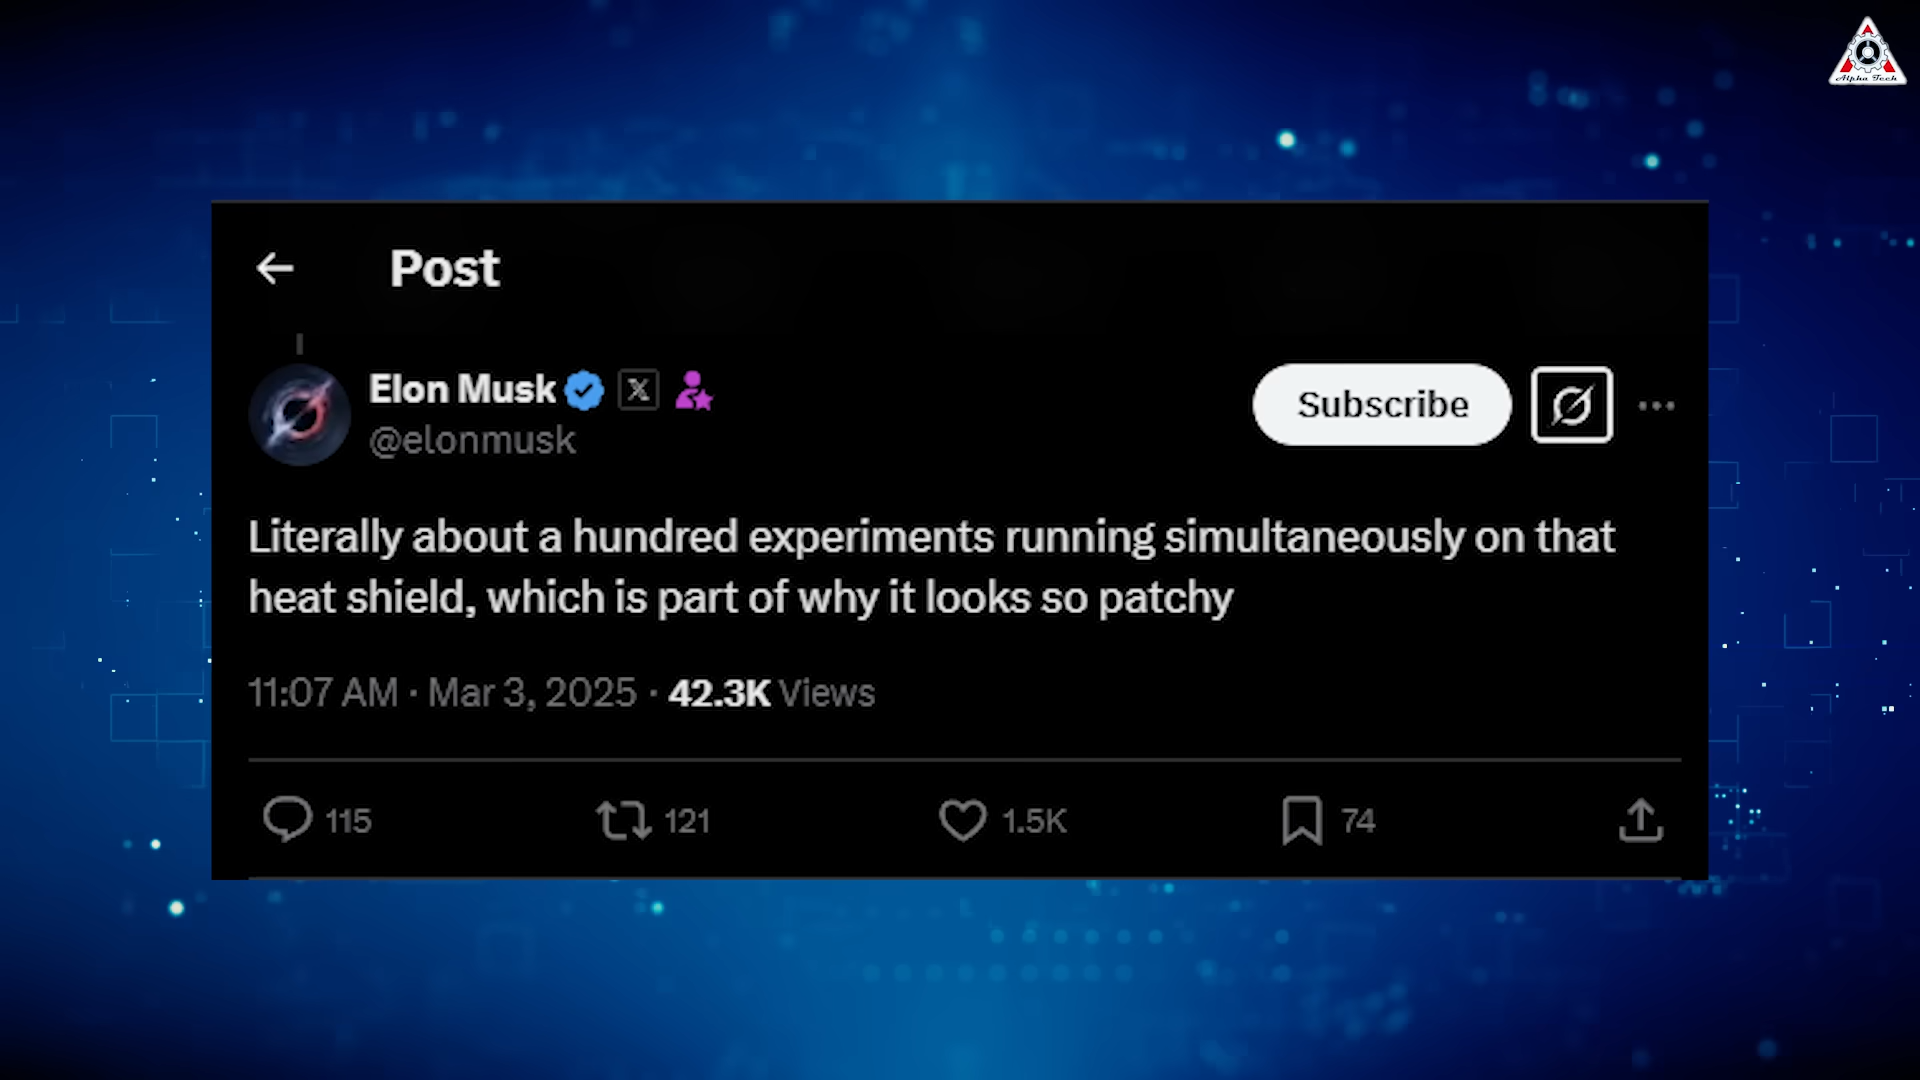 Alpha Tech
Post
Elon Musk
@elonmusk
Subscribe
Literally about a hundred experiments running simultaneously on that
heat shield, which is part of why it looks so patchy
11:07 AM · Mar 3, 2025 · 42.3K Views
115 121 1.5K 74